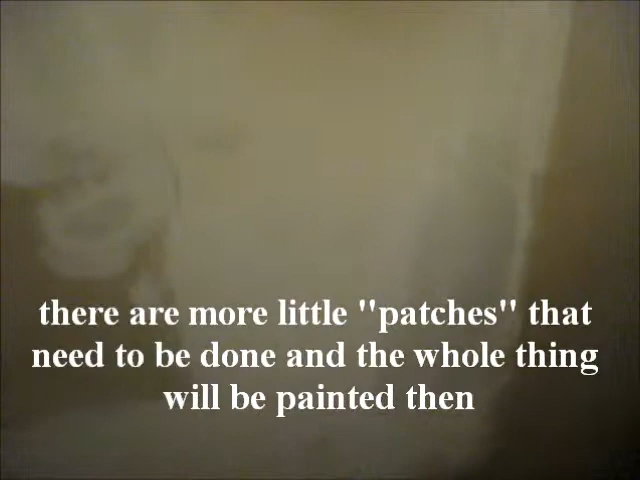 there are more little "patches" that
need to be done and the whole thing
will be painted then